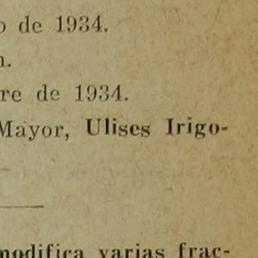 o de 1934.
n.
re de 1934.
Mayor, Ulises Irigo-
modifica varias frac-